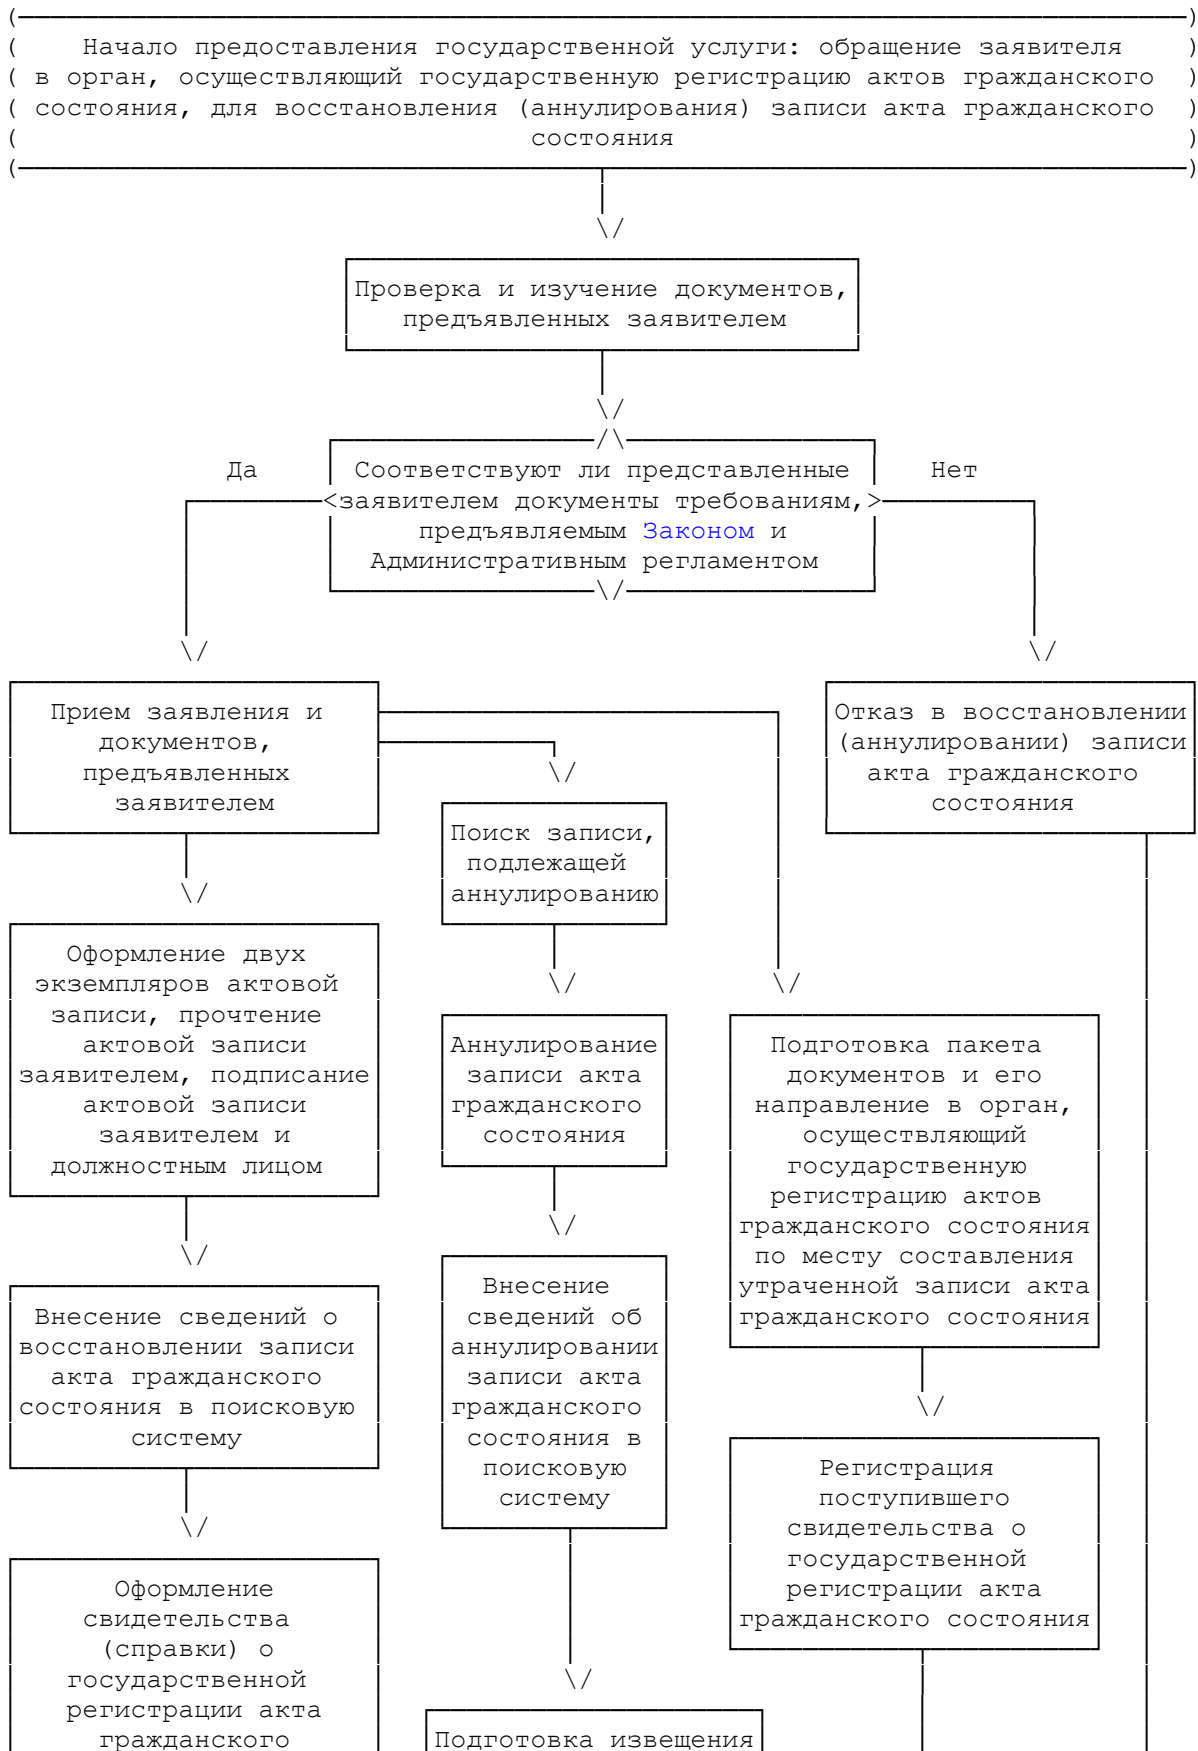 Начало предоставления государственной услуги: обращение заявителя
в орган, осуществляющий государственную регистрацию актов гражданского
состояния, для восстановления (аннулирования) записи акта гражданского
состояния
Проверка и изучение документов,
предъявленных заявителем
Да
Соответствуют ли представленные
заявителем документы требованиям,
предъявляемым Законом и
Административным регламентом
Нет
Прием заявления и
документов,
предъявленных
заявителем
Отказ в восстановлении
(аннулировании) записи
акта гражданского
состояния
Поиск записи,
подлежащей
аннулированию
Оформление двух
экземпляров актовой
записи, прочтение
актовой записи
заявителем, подписание
актовой записи
заявителем и
должностным лицом
Аннулирование
записи акта
гражданского
состояния
Подготовка пакета
документов и его
направление в орган,
осуществляющий
государственную
регистрацию актов
гражданского состояния
по месту составления
утраченной записи акта
гражданского состояния
Внесение сведений о
восстановлении записи
акта гражданского
состояния в поисковую
систему
Внесение
сведений об
аннулировании
записи акта
гражданского
состояния в
поисковую
систему
Регистрация
поступившего
свидетельства о
государственной
регистрации акта
гражданского состояния
Оформление
свидетельства
(справки) о
государственной
регистрации акта
гражданского
Подготовка извещения